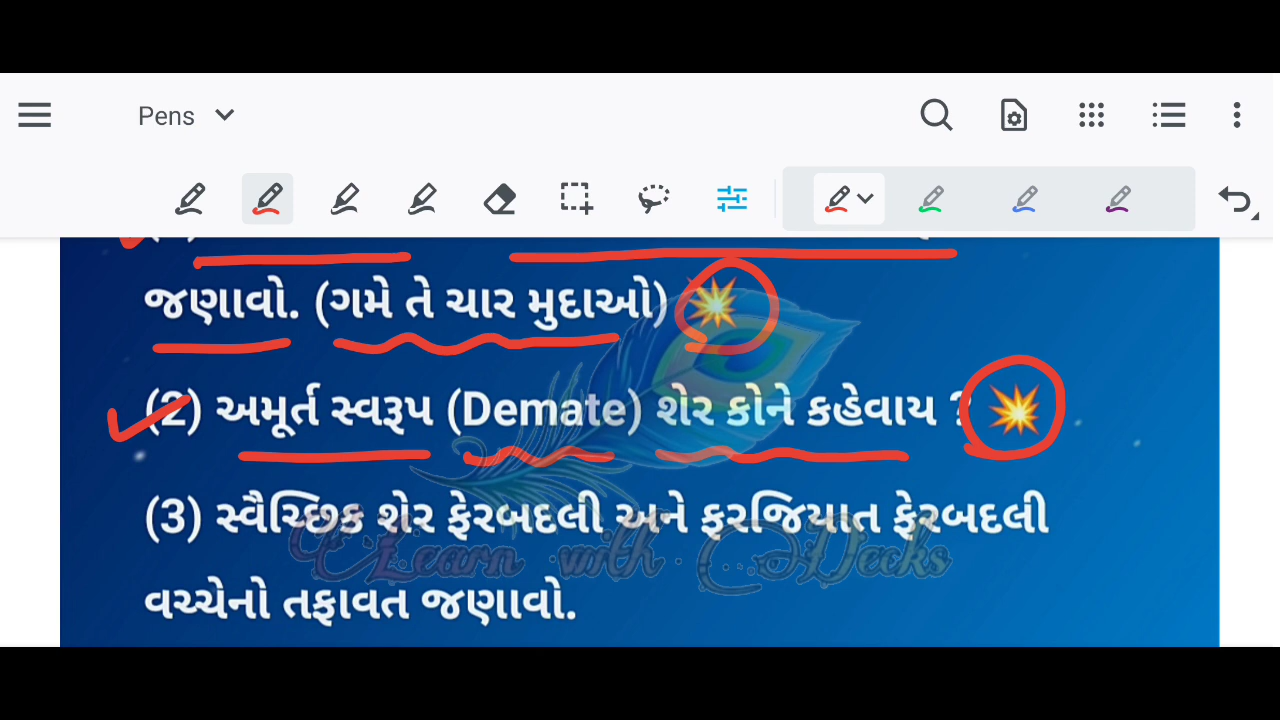 Pens
જણાવો. (ગમે તે ચાર મુદાઓ)
(2) અમૂર્ત સ્વરૂપ (Demate) શેર કોને કહેવાય ?
(3) સ્વૈચ્છિક શેર ફેરબદલી અને ફરજિયાત ફેરબદલી
Learn with Decks
વચ્ચેનો તફાવત જણાવો.